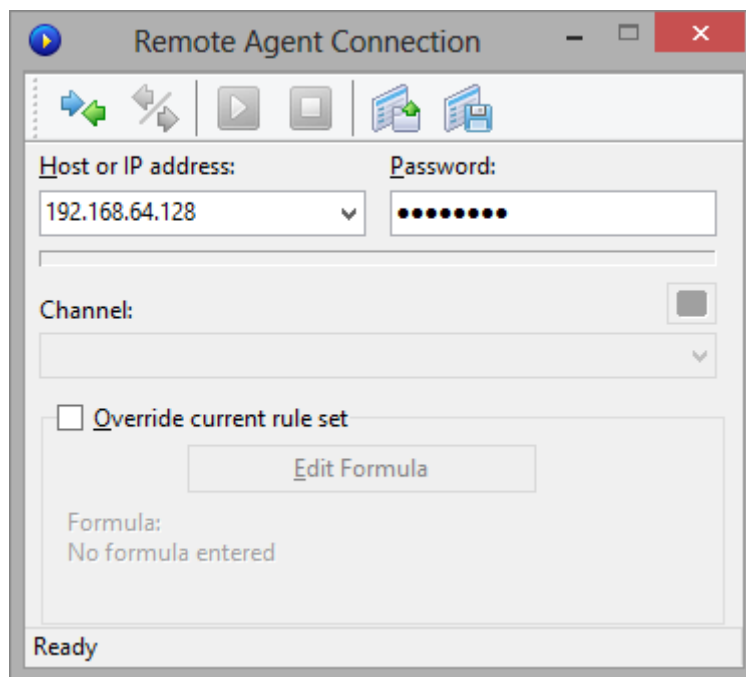 Remote Agent Connection
Host or IP address:
Password:
192.168.64.128
••••••••
Channel:
Override current rule set
Edit Formula
Formula:
No formula entered
Ready